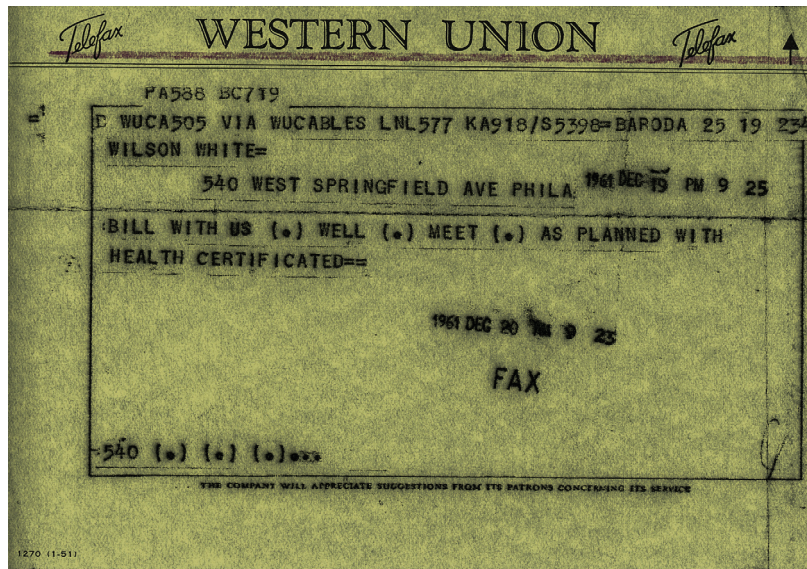 Telefax WESTERN UNION Telefax
PA588 BC719
E WUCA505 VIA WUCABLES LNL577 KA918/S5398=BARODA 25 19 23
WILSON WHITE=
540 WEST SPRINGFIELD AVE PHILA 1961 DEC 19 PM 9 25
BILL WITH US (.) WELL (.) MEET (.) AS PLANNED WITH
HEALTH CERTIFICATED==
1961 DEC 20 9 23
FAX
540 (.) (.) (.)...
THE COMPANY WILL APPRECIATE SUGGESTIONS FROM ITS PATRONS CONCERNING ITS SERVICE
1270 (1-51)